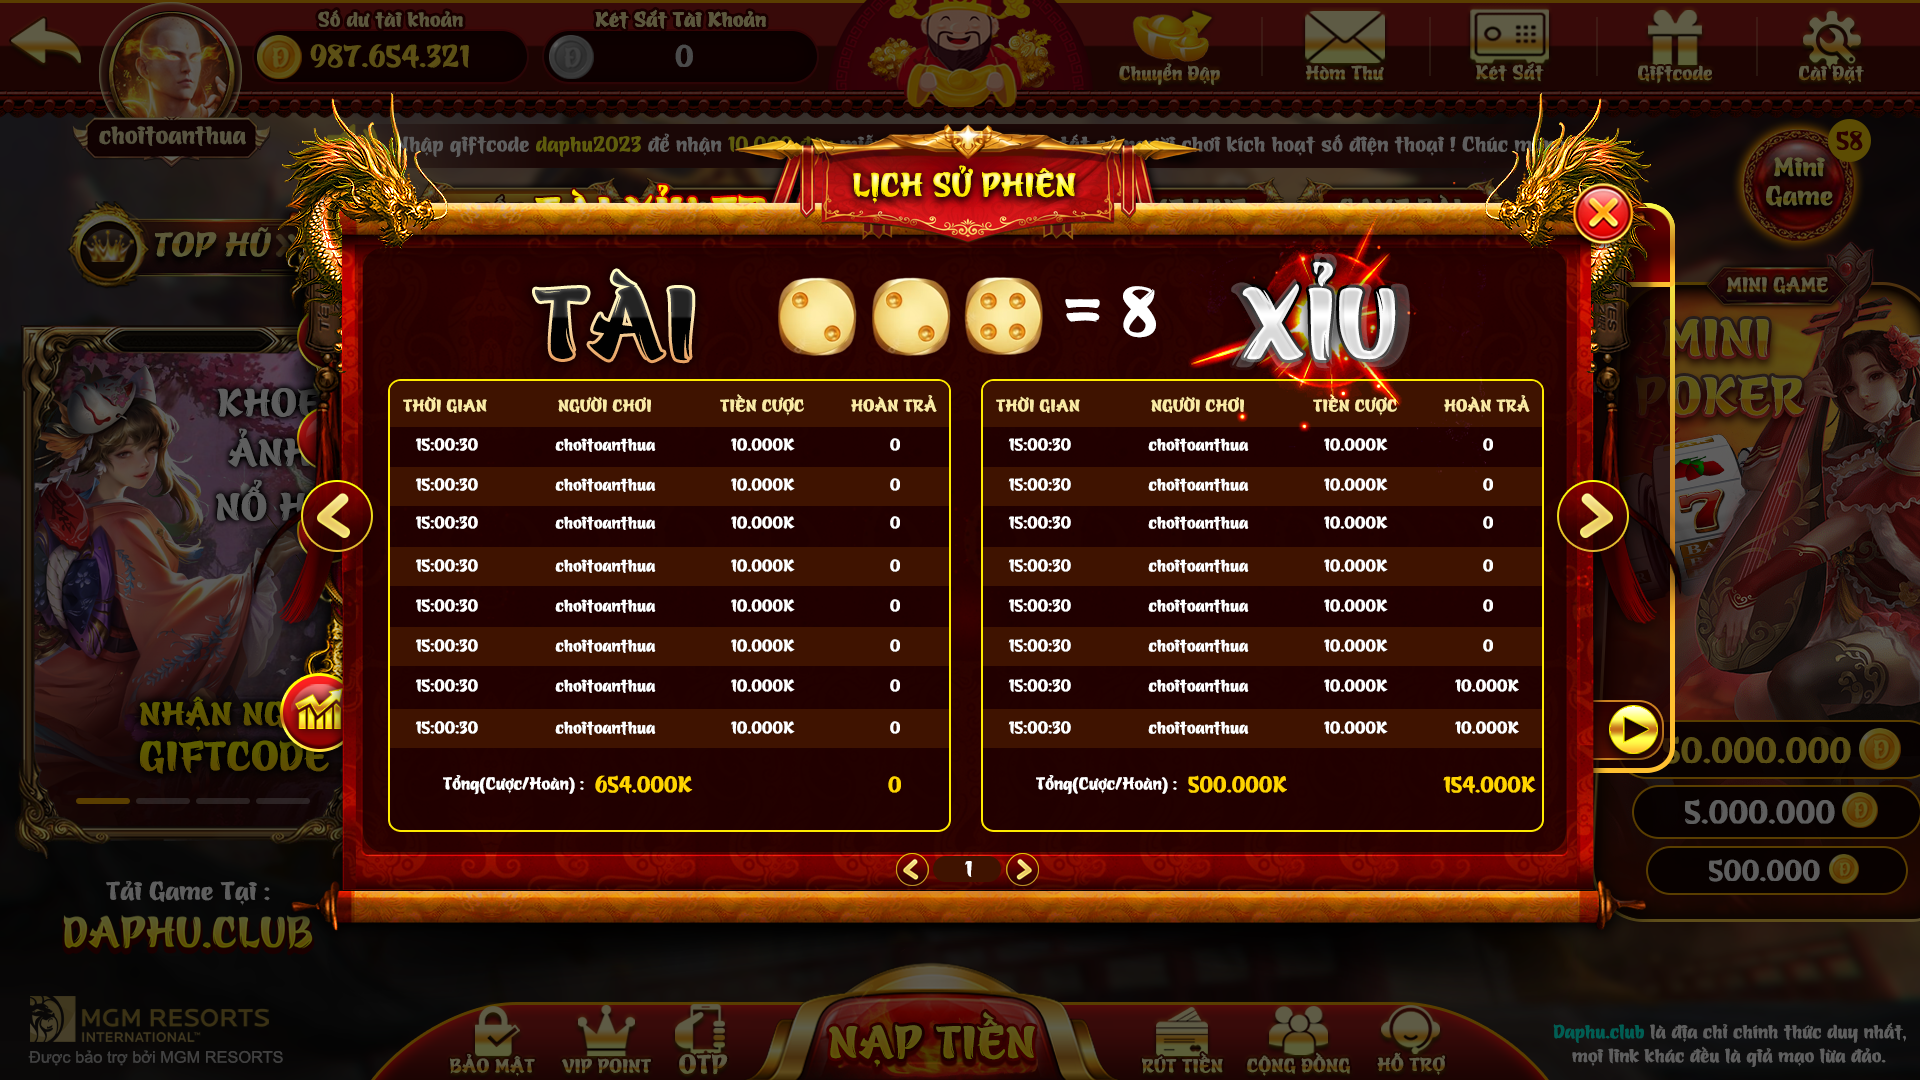 Số dư tài khoản
987.654.321
Két Sắt Tài Khoản
0
Chuyển Đập
Hòm Thư
Két Sắt
Giftcode
Cài Đặt
choitoanthua
Nhập giftcode daphu2023 để nhận 10.000
chơi kích hoạt số điện thoại ! Chúc
58
Mini
Game
TOP HŨ
LỊCH SỬ PHIÊN
MINI GAME
MINI
POKER
TÀI
= 8
XỈU
THỜI GIAN NGƯỜI CHƠI TIỀN CƯỢC HOÀN TRẢ
15:00:30 choitoanthua 10.000K 0
15:00:30 choitoanthua 10.000K 0
15:00:30 choitoanthua 10.000K 0
15:00:30 choitoanthua 10.000K 0
15:00:30 choitoanthua 10.000K 0
15:00:30 choitoanthua 10.000K 0
15:00:30 choitoanthua 10.000K 0
15:00:30 choitoanthua 10.000K 0
Tổng(Cược/Hoàn) : 654.000K 0
THỜI GIAN NGƯỜI CHƠI TIỀN CƯỢC HOÀN TRẢ
15:00:30 choitoanthua 10.000K 0
15:00:30 choitoanthua 10.000K 0
15:00:30 choitoanthua 10.000K 0
15:00:30 choitoanthua 10.000K 0
15:00:30 choitoanthua 10.000K 0
15:00:30 choitoanthua 10.000K 0
15:00:30 choitoanthua 10.000K 10.000K
15:00:30 choitoanthua 10.000K 10.000K
Tổng(Cược/Hoàn) : 500.000K 154.000K
1
KHOE
ẢNH
NỔ
NHẬN
GIFTCODE
0.000.000
5.000.000
500.000
Tải Game Tại :
DAPHU.CLUB
MGM RESORTS
INTERNATIONAL™
Được bảo trợ bởi MGM RESORTS
BẢO MẬT
VIP POINT
OTP
NẠP TIỀN
RÚT TIỀN
CỘNG ĐỒNG
HỖ TRỢ
Daphu.club là địa chỉ chính thức duy nhất,
mọi link khác đều là giả mạo lừa đảo.